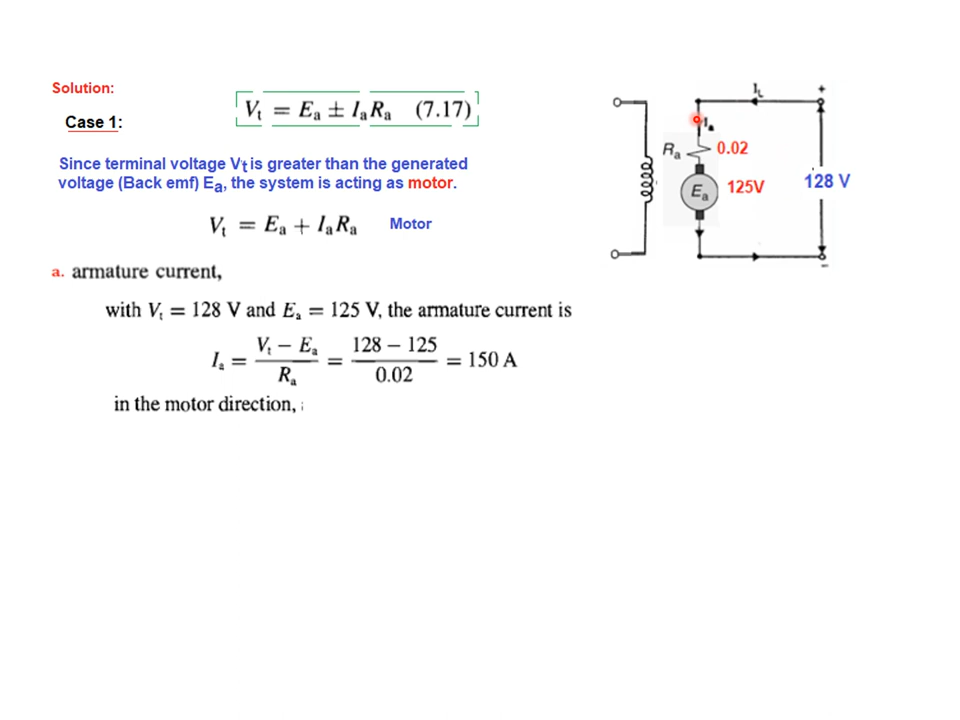 Solution:
Vt = Ea ± IaRa (7.17)
Case 1:
Since terminal voltage Vt is greater than the generated
voltage (Back emf) Ea, the system is acting as motor.
Vt = Ea + IaRa Motor
a. armature current,
with Vt = 128 V and Ea = 125 V, the armature current is
Ia = (Vt − Ea) / Ra = (128 − 125) / 0.02 = 150 A
in the motor direction,
IL
+
Ia
Ra 0.02
Ea 125V
128 V
−